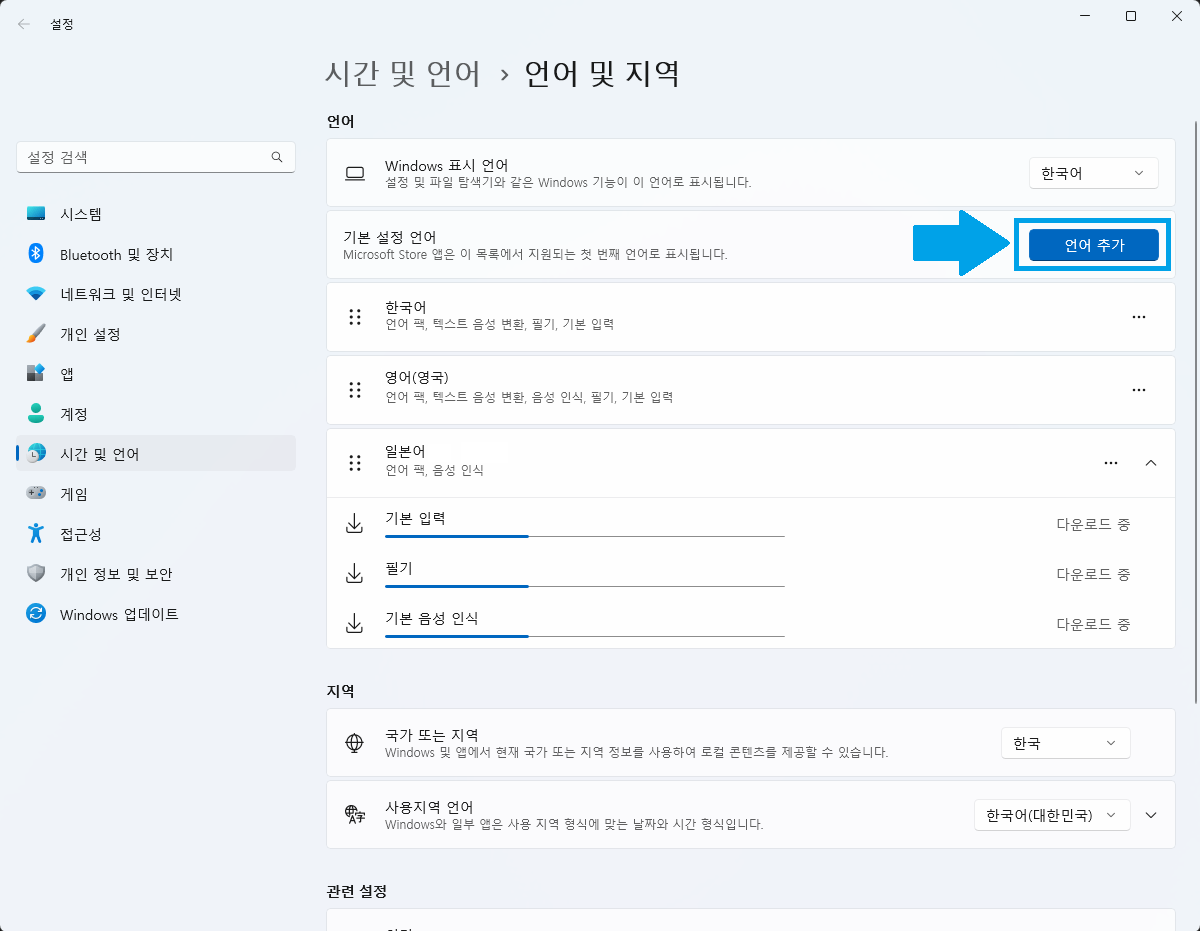 설정
시간 및 언어 › 언어 및 지역
설정 검색
시스템
Bluetooth 및 장치
네트워크 및 인터넷
개인 설정
앱
계정
시간 및 언어
게임
접근성
개인 정보 및 보안
Windows 업데이트
언어
Windows 표시 언어
설정 및 파일 탐색기와 같은 Windows 기능이 이 언어로 표시됩니다.
한국어
기본 설정 언어
Microsoft Store 앱은 이 목록에서 지원되는 첫 번째 언어로 표시됩니다.
언어 추가
한국어
언어 팩, 텍스트 음성 변환, 필기, 기본 입력
영어(영국)
언어 팩, 텍스트 음성 변환, 음성 인식, 필기, 기본 입력
일본어
언어 팩, 음성 인식
기본 입력
다운로드 중
필기
다운로드 중
기본 음성 인식
다운로드 중
지역
국가 또는 지역
Windows 및 앱에서 현재 국가 또는 지역 정보를 사용하여 로컬 콘텐츠를 제공할 수 있습니다.
한국
사용지역 언어
Windows와 일부 앱은 사용 지역 형식에 맞는 날짜와 시간 형식입니다.
한국어(대한민국)
관련 설정